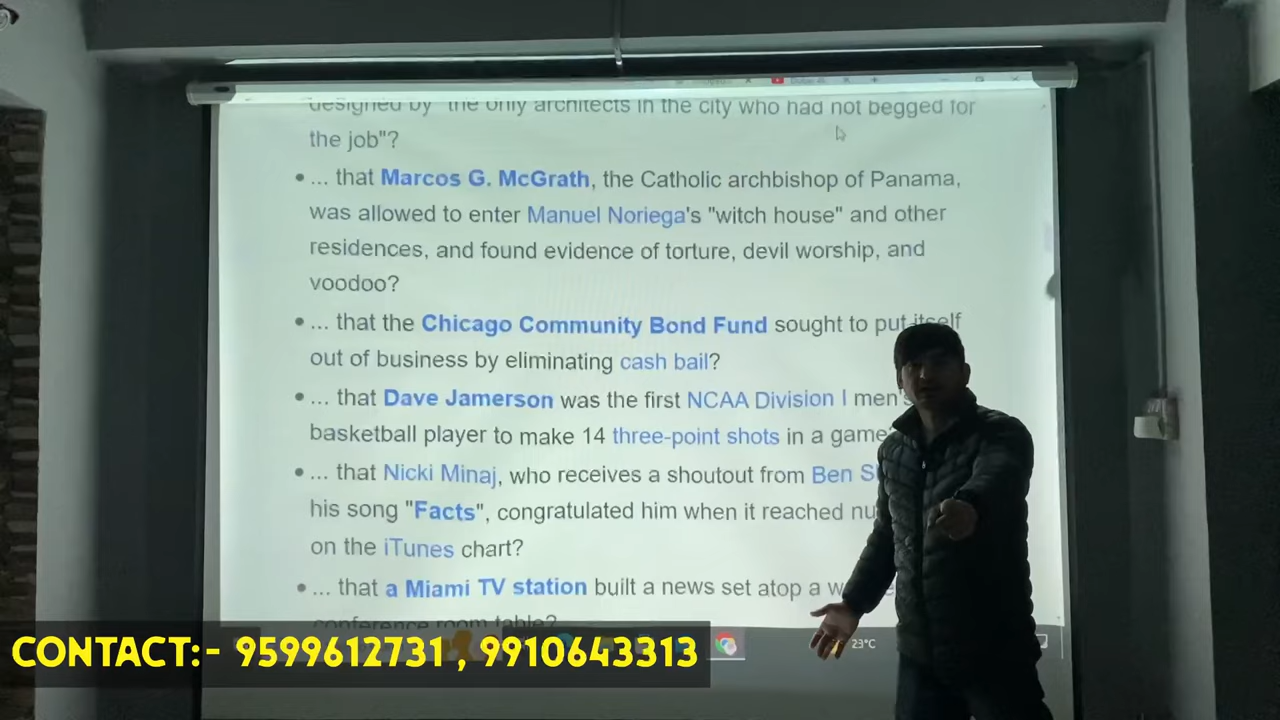 designed by "the only architects in the city who had not begged for
the job"?
• ... that Marcos G. McGrath, the Catholic archbishop of Panama,
was allowed to enter Manuel Noriega's "witch house" and other
residences, and found evidence of torture, devil worship, and
voodoo?
• ... that the Chicago Community Bond Fund sought to put itself
out of business by eliminating cash bail?
• ... that Dave Jamerson was the first NCAA Division I men's
basketball player to make 14 three-point shots in a game
• ... that Nicki Minaj, who receives a shoutout from Ben
his song "Facts", congratulated him when it reached
on the iTunes chart?
• ... that a Miami TV station built a news set atop a
conference room table?
23°C
CONTACT:- 9599612731 , 9910643313